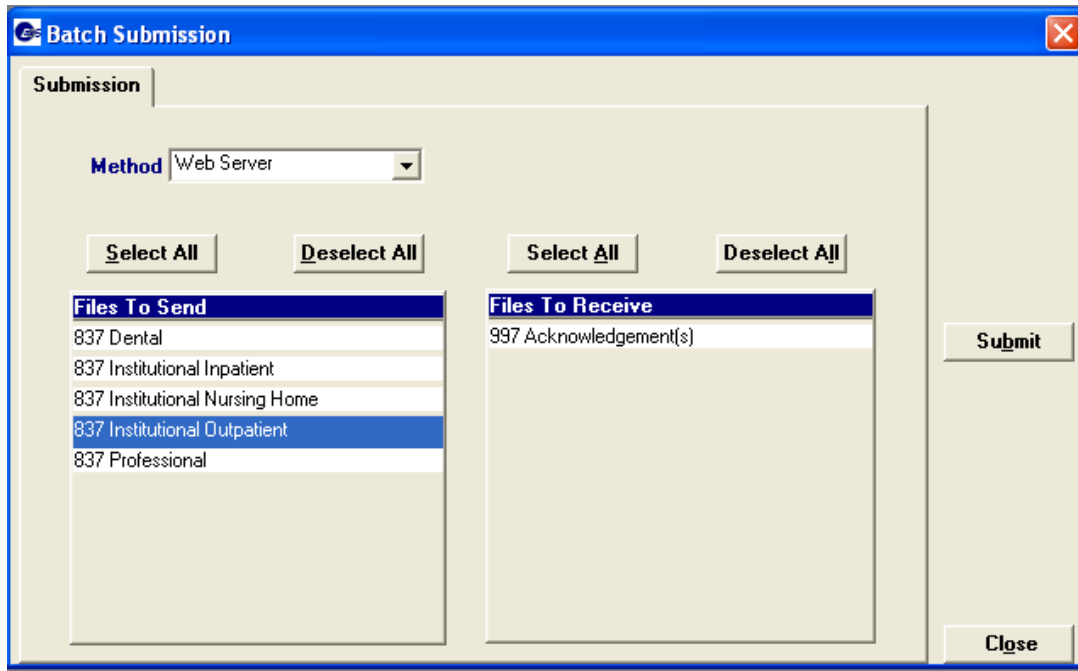 Batch Submission
Submission
Method Web Server
Select All Deselect All Select All Deselect All
Files To Send
837 Dental
837 Institutional Inpatient
837 Institutional Nursing Home
837 Institutional Outpatient
837 Professional
Files To Receive
997 Acknowledgement(s)
Submit
Close